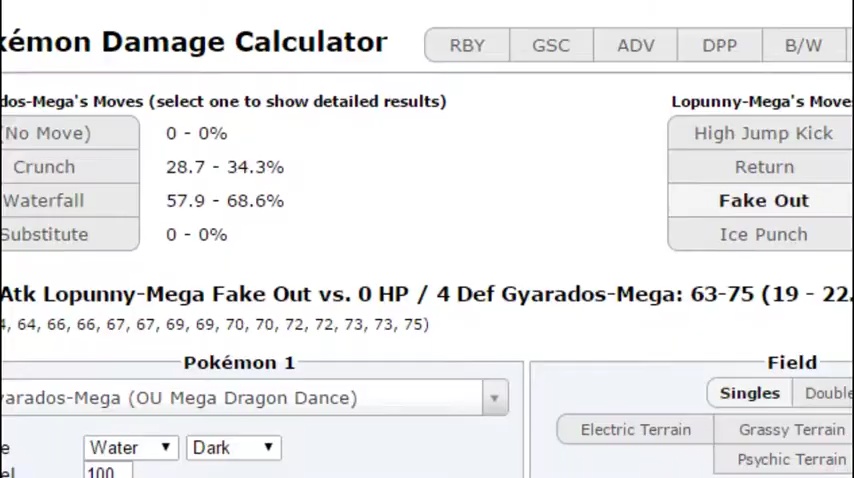 kémon Damage Calculator
RBY GSC ADV DPP B/W
dos-Mega's Moves (select one to show detailed results) Lopunny-Mega's Moves
(No Move) 0 - 0% High Jump Kick
Crunch 28.7 - 34.3% Return
Waterfall 57.9 - 68.6% Fake Out
Substitute 0 - 0% Ice Punch
Atk Lopunny-Mega Fake Out vs. 0 HP / 4 Def Gyarados-Mega: 63-75 (19 - 22.
4, 64, 66, 66, 67, 67, 69, 69, 70, 70, 72, 72, 73, 73, 75)
Pokémon 1 Field
yarados-Mega (OU Mega Dragon Dance) Singles Double
Electric Terrain Grassy Terrain
e Water Dark Psychic Terrain
el 100